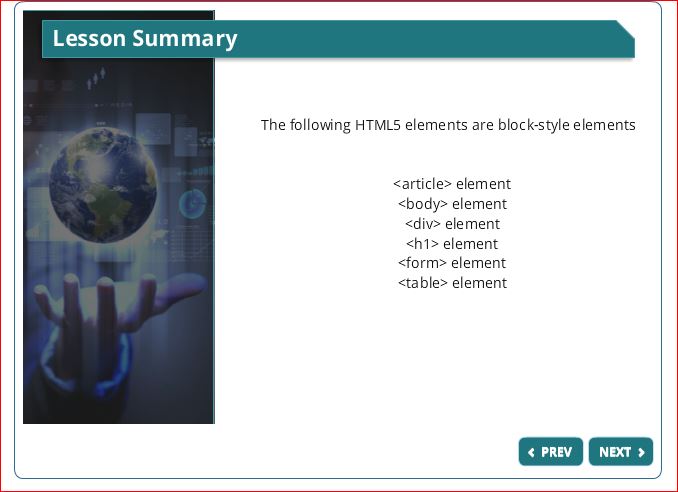 Lesson Summary
The following HTML5 elements are block-style elements
<article> element
<body> element
<div> element
<h1> element
<form> element
<table> element
PREV
NEXT